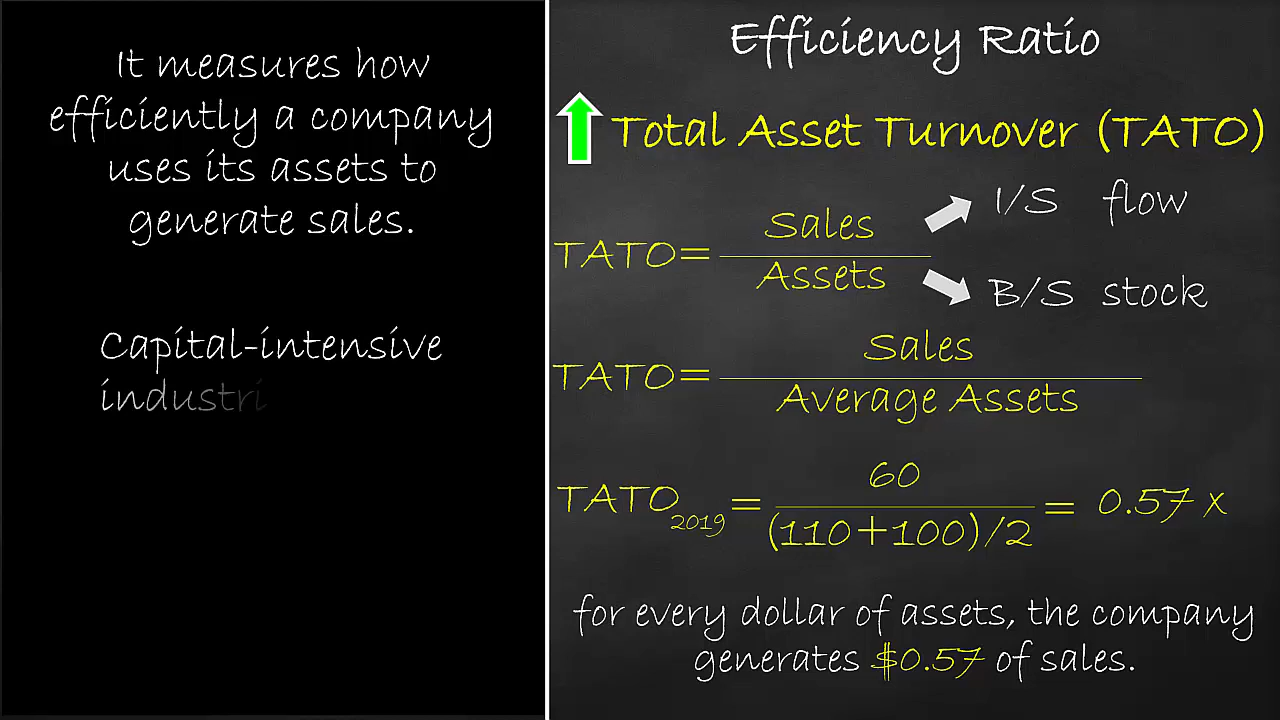 It measures how
efficiently a company
uses its assets to
generate sales.
Capital-intensive
industri
Efficiency Ratio
Total Asset Turnover (TATO)
TATO= Sales / Assets
I/S flow
B/S stock
TATO= Sales / Average Assets
TATO2019= 60 / (110+100)/2 = 0.57 x
for every dollar of assets, the company
generates $0.57 of sales.